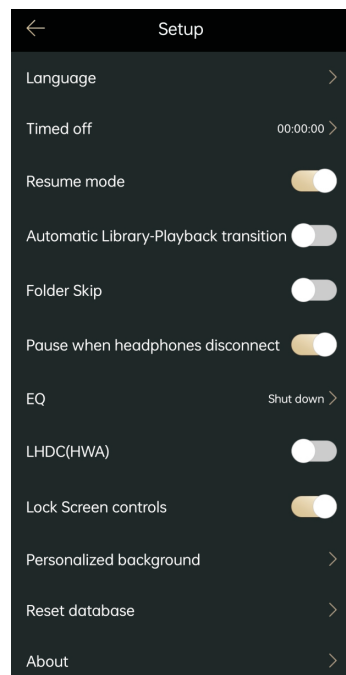 Setup
Language
Timed off 00:00:00
Resume mode
Automatic Library-Playback transition
Folder Skip
Pause when headphones disconnect
EQ Shut down
LHDC(HWA)
Lock Screen controls
Personalized background
Reset database
About